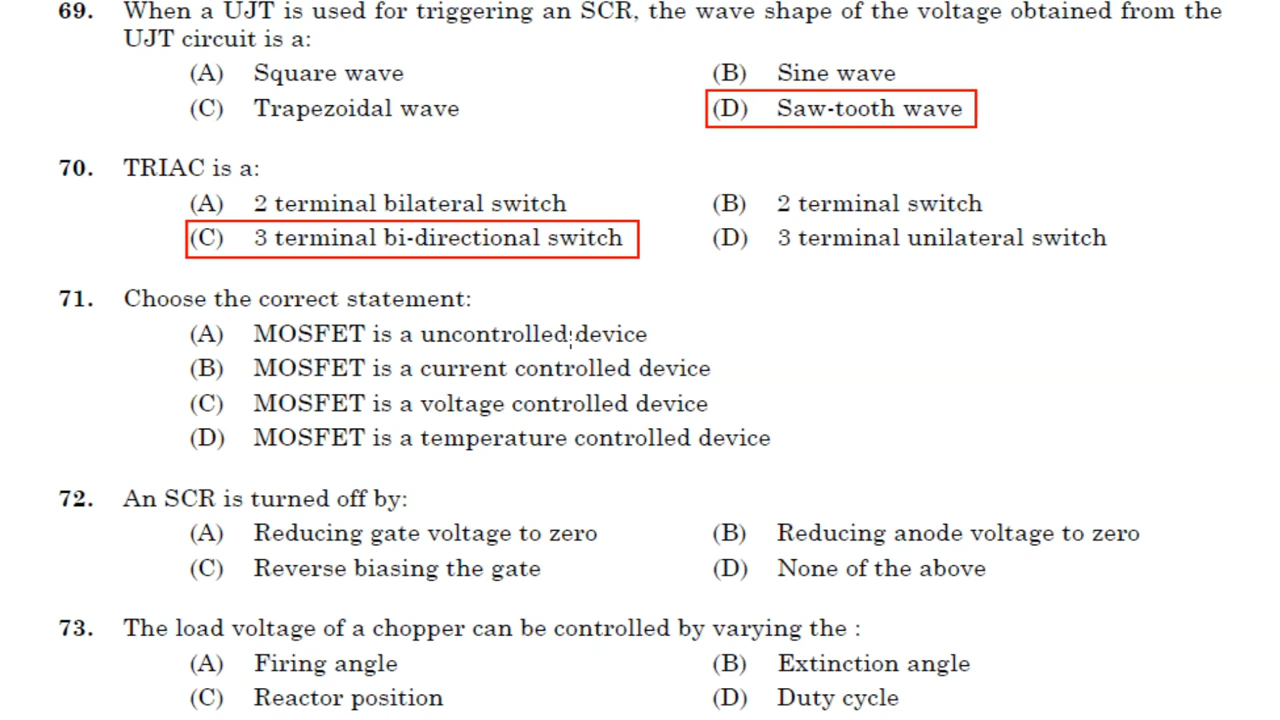 69. When a UJT is used for triggering an SCR, the wave shape of the voltage obtained from the
UJT circuit is a:
(A) Square wave (B) Sine wave
(C) Trapezoidal wave (D) Saw-tooth wave
70. TRIAC is a:
(A) 2 terminal bilateral switch (B) 2 terminal switch
(C) 3 terminal bi-directional switch (D) 3 terminal unilateral switch
71. Choose the correct statement:
(A) MOSFET is a uncontrolled device
(B) MOSFET is a current controlled device
(C) MOSFET is a voltage controlled device
(D) MOSFET is a temperature controlled device
72. An SCR is turned off by:
(A) Reducing gate voltage to zero (B) Reducing anode voltage to zero
(C) Reverse biasing the gate (D) None of the above
73. The load voltage of a chopper can be controlled by varying the :
(A) Firing angle (B) Extinction angle
(C) Reactor position (D) Duty cycle